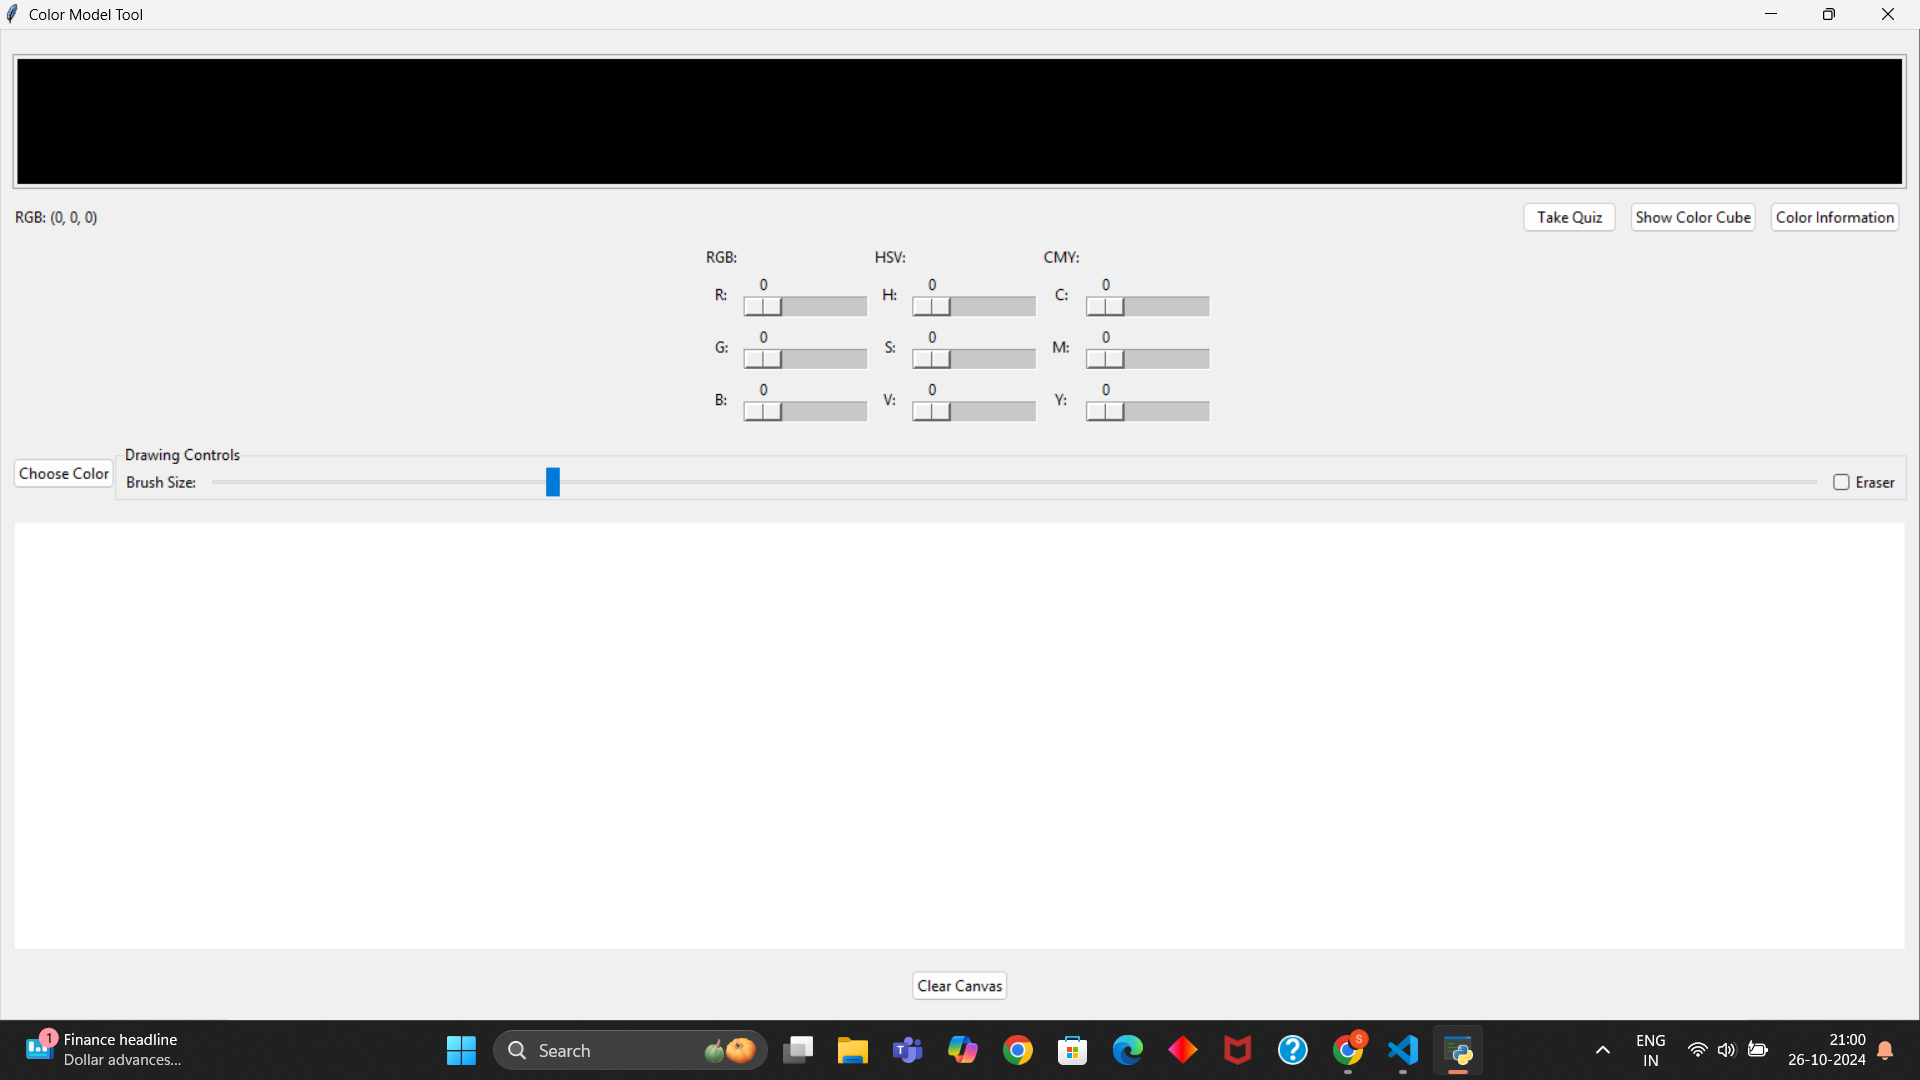 Color Model Tool
RGB: (0, 0, 0)
Take Quiz
Show Color Cube
Color Information
RGB:
HSV:
CMY:
0
0
0
R:
H:
C:
0
0
0
G:
S:
M:
0
0
0
B:
V:
Y:
Choose Color
Drawing Controls
Brush Size:
Eraser
Clear Canvas
1
Finance headline
Dollar advances...
Search
T
?
S
ENG
IN
21:00
26-10-2024